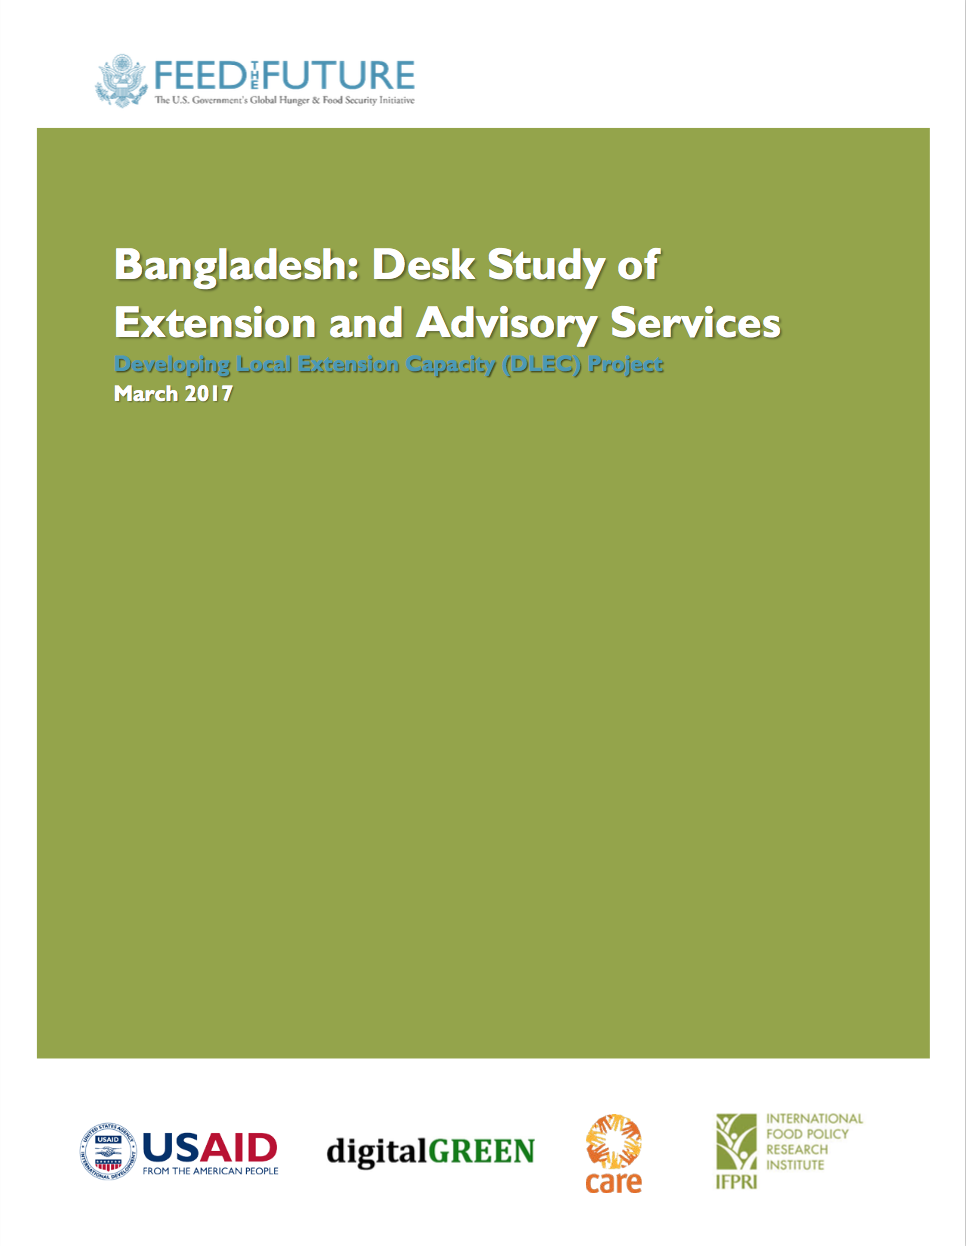 FEED THE FUTURE
The U.S. Government's Global Hunger & Food Security Initiative
Bangladesh: Desk Study of
Extension and Advisory Services
Developing Local Extension Capacity (DLEC) Project
March 2017
UNITED STATES AGENCY
USAID
INTERNATIONAL DEVELOPMENT
USAID
FROM THE AMERICAN PEOPLE
digitalGREEN
care
IFPRI
INTERNATIONAL
FOOD POLICY
RESEARCH
INSTITUTE